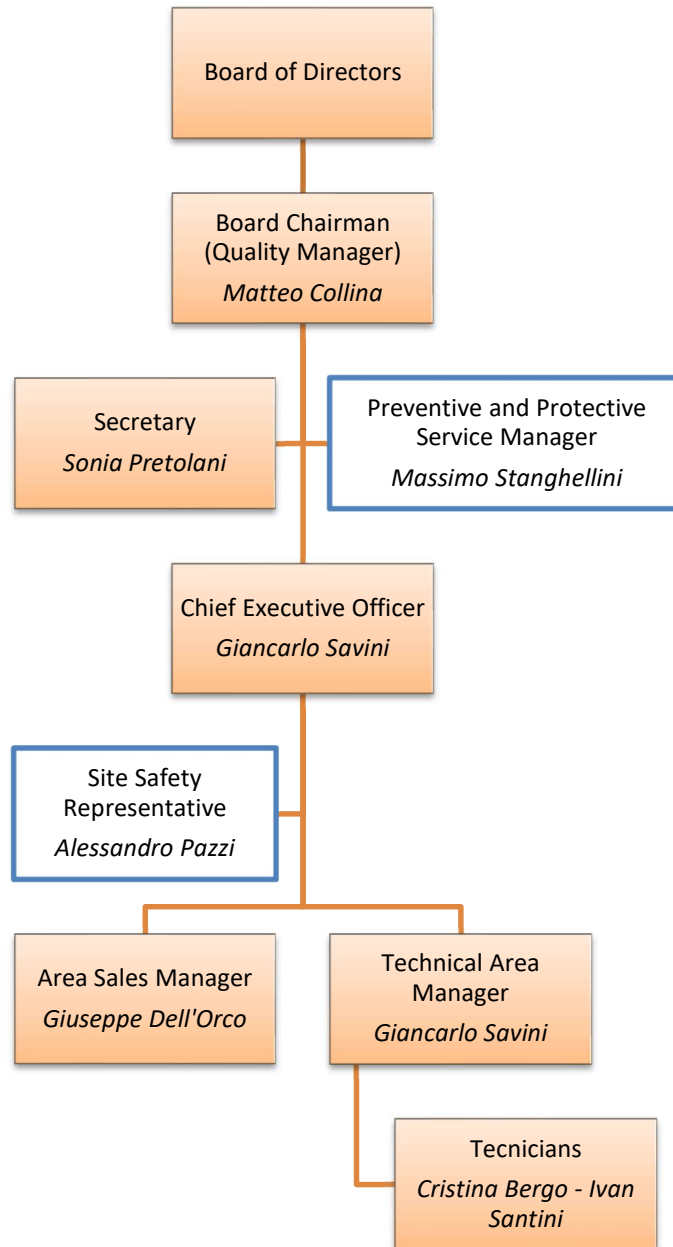 Board of Directors
Board Chairman
(Quality Manager)
Matteo Collina
Secretary
Sonia Pretolani
Preventive and Protective
Service Manager
Massimo Stanghellini
Chief Executive Officer
Giancarlo Savini
Site Safety
Representative
Alessandro Pazzi
Area Sales Manager
Giuseppe Dell'Orco
Technical Area
Manager
Giancarlo Savini
Tecnicians
Cristina Bergo - Ivan
Santini